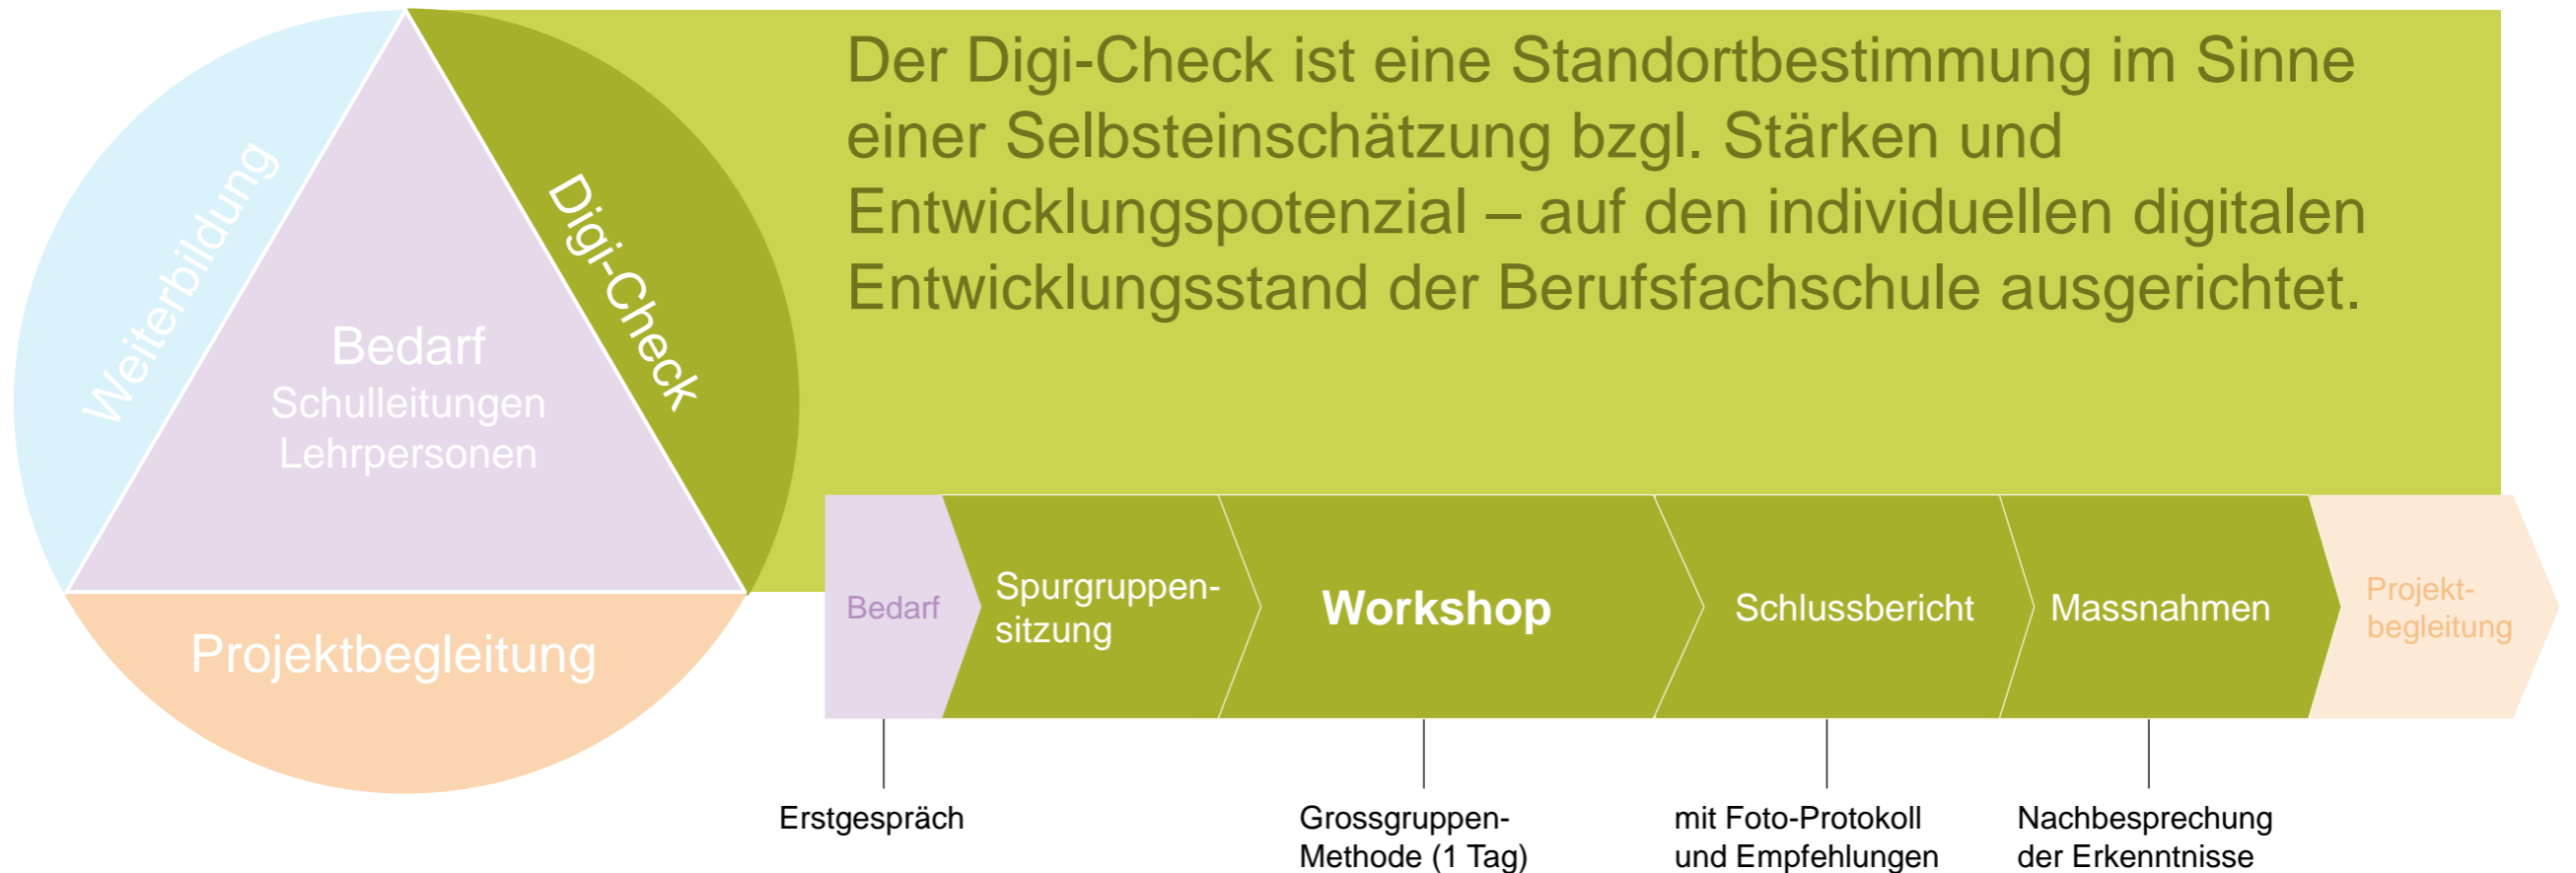 Weiterbildung
Digi-Check
Bedarf
Schulleitungen
Lehrpersonen
Projektbegleitung
Der Digi-Check ist eine Standortbestimmung im Sinne
einer Selbsteinschätzung bzgl. Stärken und
Entwicklungspotenzial – auf den individuellen digitalen
Entwicklungsstand der Berufsfachschule ausgerichtet.
Bedarf
Spurgruppen-
sitzung
Workshop
Schlussbericht
Massnahmen
Projekt-
begleitung
Erstgespräch
Grossgruppen-
Methode (1 Tag)
mit Foto-Protokoll
und Empfehlungen
Nachbesprechung
der Erkenntnisse